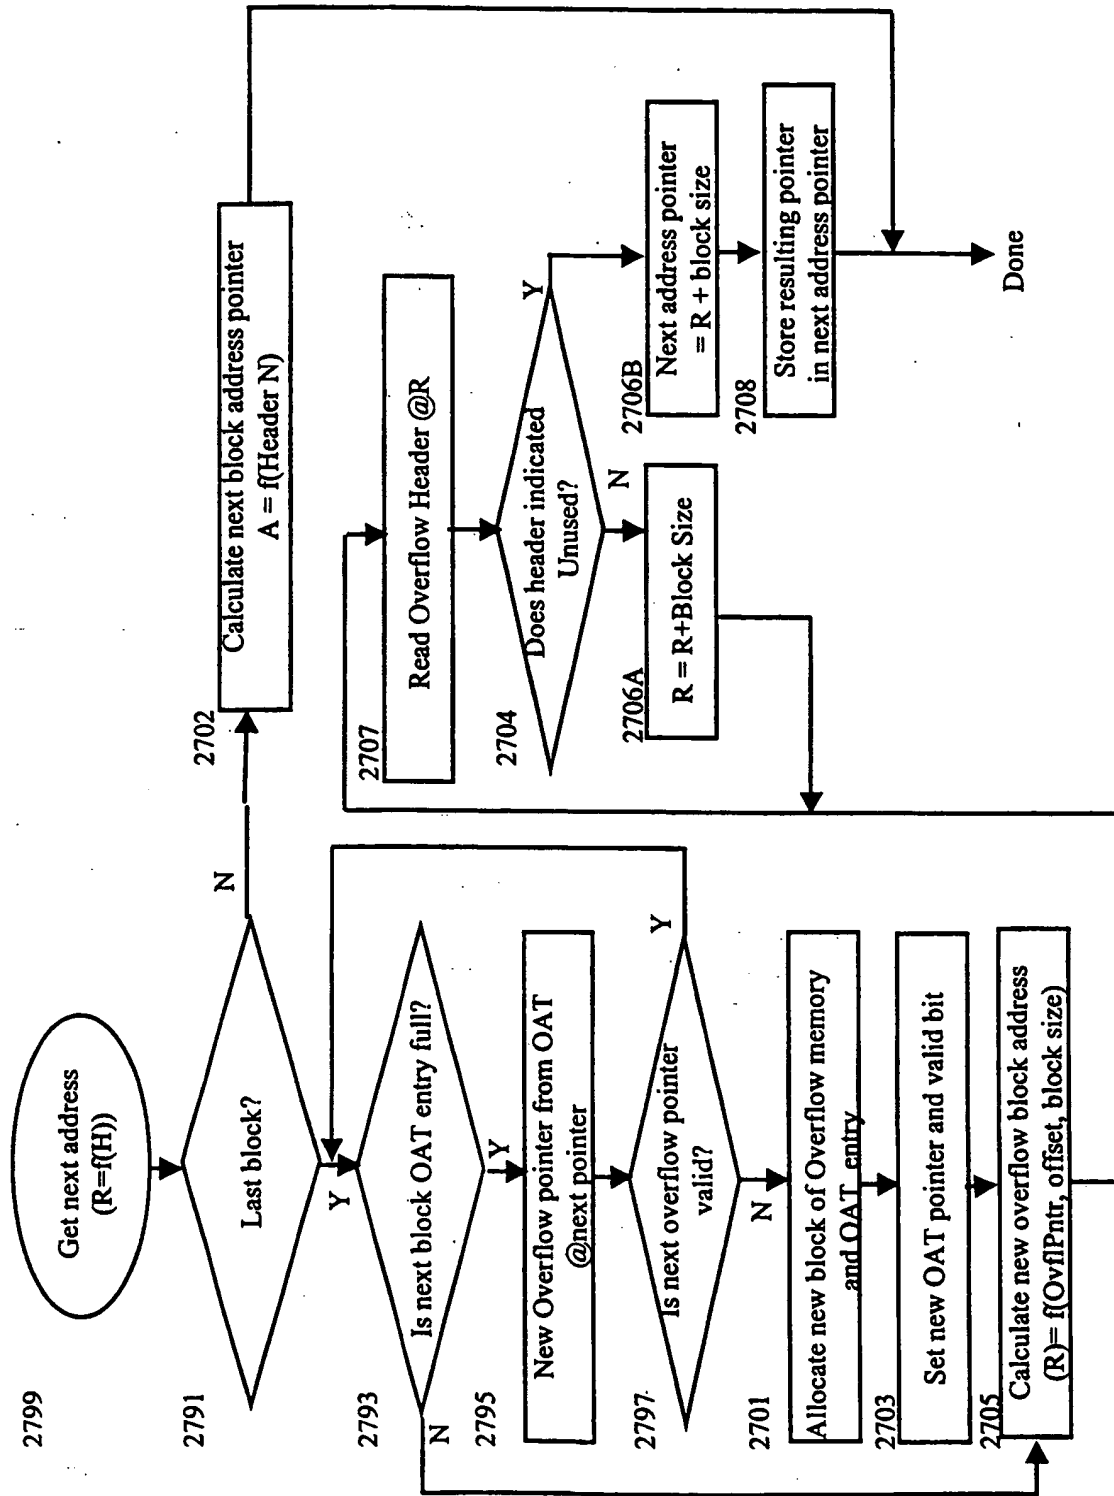 2799
Get next address
(R=f(H))
2791
Last block?
N
Y
2702
Calculate next block address pointer
A = f(Header N)
2793
Is next block OAT entry full?
N
Y
2795
New Overflow pointer from OAT
@next pointer
2797
Is next overflow pointer
valid?
Y
N
2701
Allocate new block of Overflow memory
and OAT entry
2703
Set new OAT pointer and valid bit
2705
Calculate new overflow block address
(R)= f(OvflPntr, offset, block size)
2707
Read Overflow Header @R
2704
Does header indicated
Unused?
Y
N
2706A
R = R+Block Size
2706B
Next address pointer
= R + block size
2708
Store resulting pointer
in next address pointer
Done